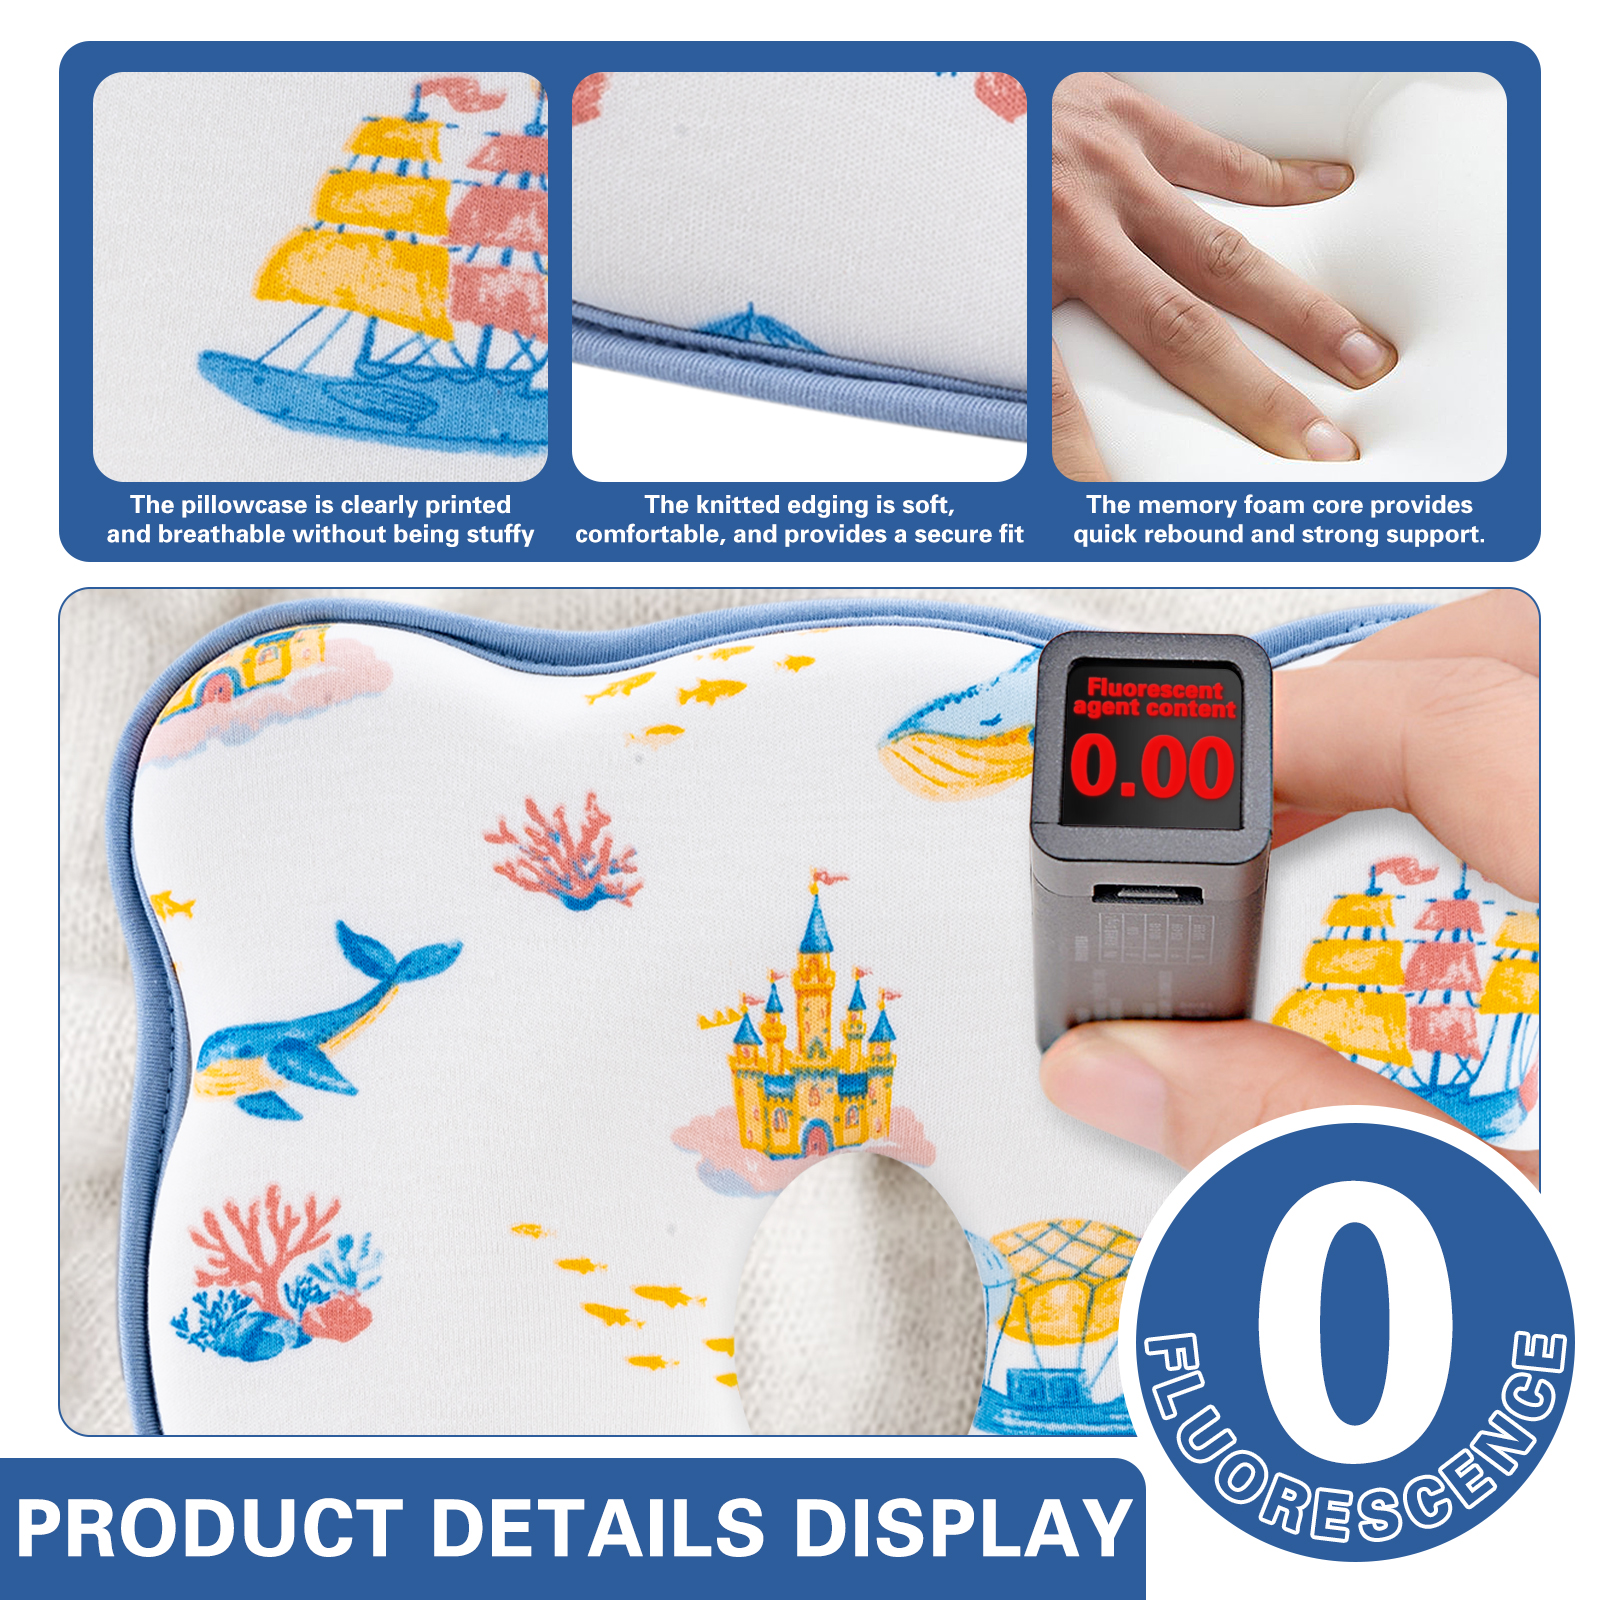 The pillowcase is clearly printed
and breathable without being stuffy
The knitted edging is soft,
comfortable, and provides a secure fit
The memory foam core provides
quick rebound and strong support.
Fluorescent
agent content
0.00
0
FLUORESCENCE
PRODUCT DETAILS DISPLAY